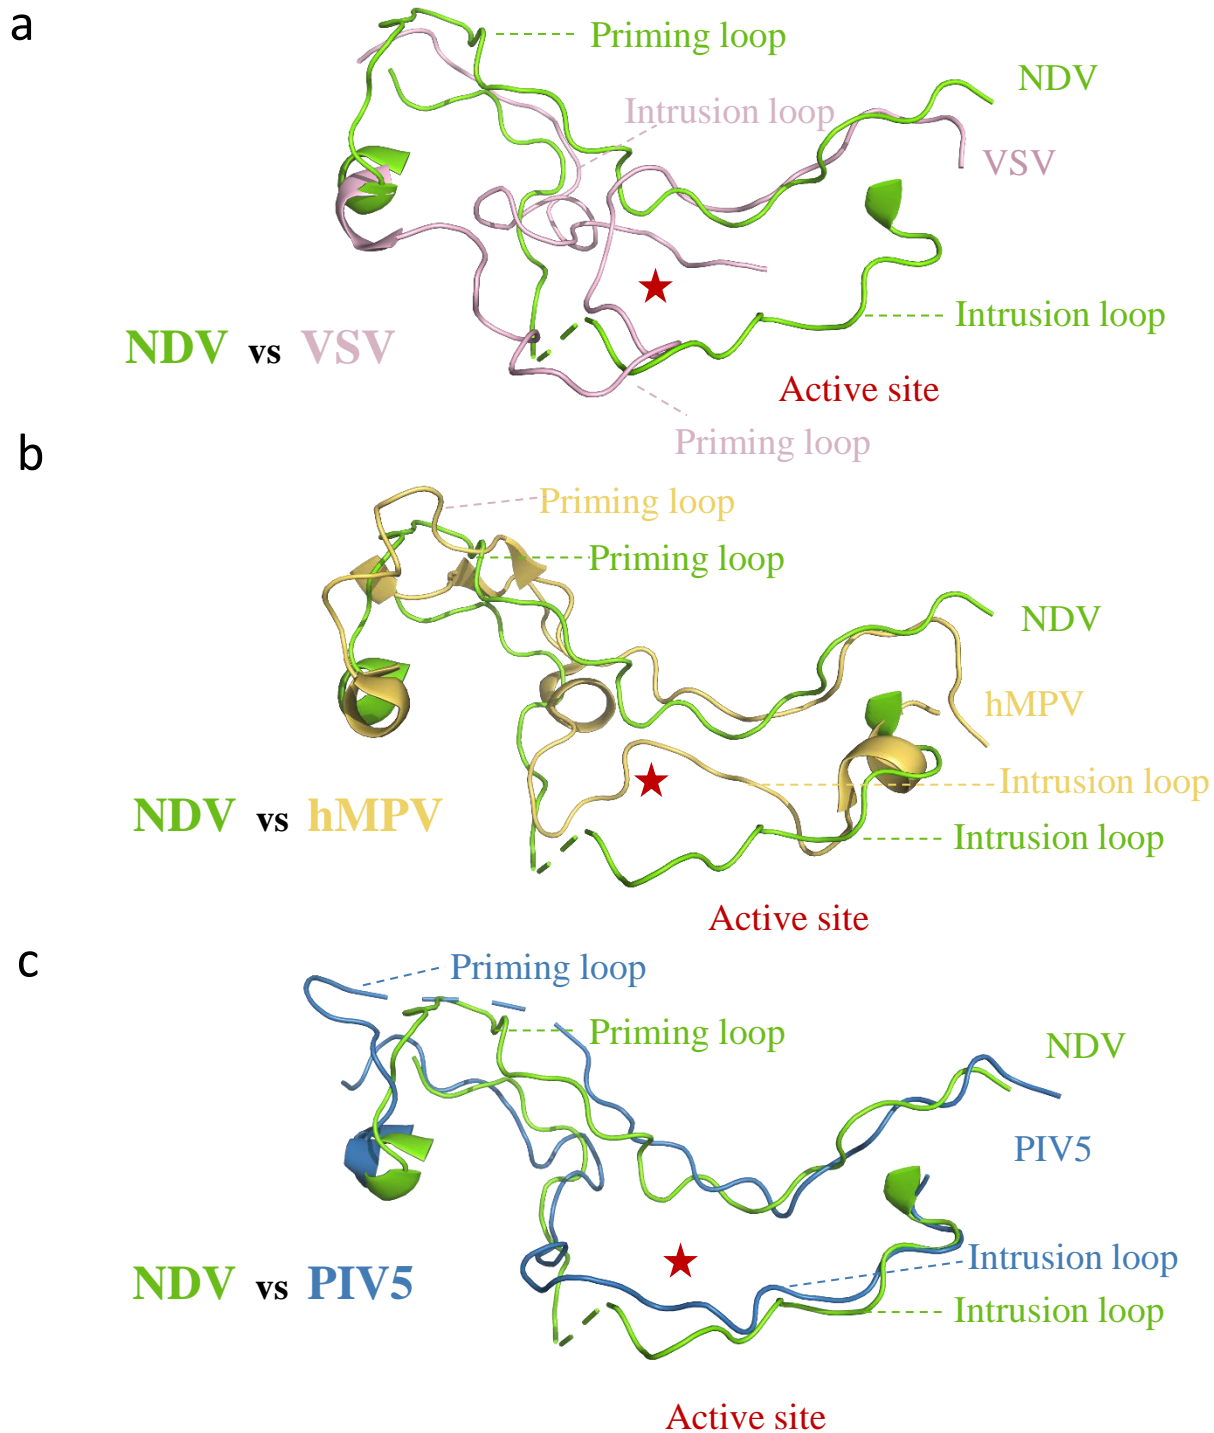 a
Priming loop
NDV
Intrusion loop
VSV
Intrusion loop
NDV vs VSV
Active site
Priming loop
b
Priming loop
Priming loop
NDV
hMPV
Intrusion loop
NDV vs hMPV
Intrusion loop
Active site
c
Priming loop
Priming loop
NDV
PIV5
Intrusion loop
NDV vs PIV5
Intrusion loop
Active site